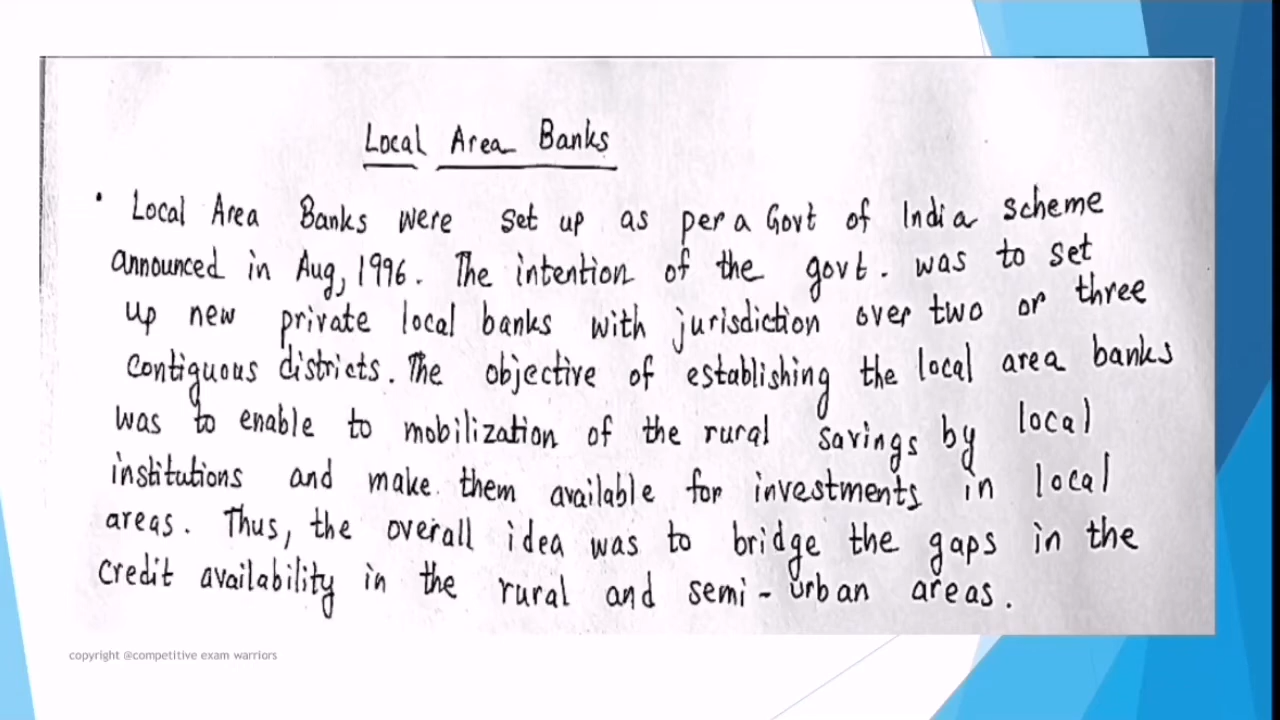 Local Area Banks
• Local Area Banks were set up as per a Govt of India scheme
announced in Aug, 1996. The intention of the govt. was to set
up new private local banks with jurisdiction over two or three
contiguous districts. The objective of establishing the local area banks
was to enable to mobilization of the rural savings by local
institutions and make them available for investments in local
areas. Thus, the overall idea was to bridge the gaps in the
credit availability in the rural and semi-urban areas.
copyright @competitive exam warriors